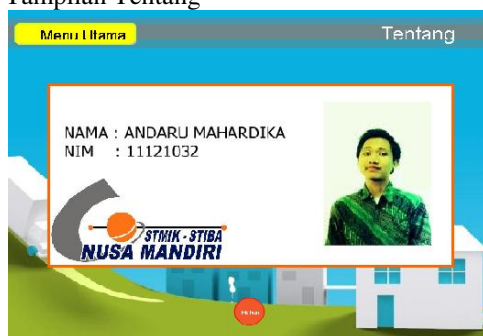 Tampilan Tentang
Menu Utama
Tentang
NAMA : ANDARU MAHARDIKA
NIM : 11121032
STMIK - STIBA
NUSA MANDIRI